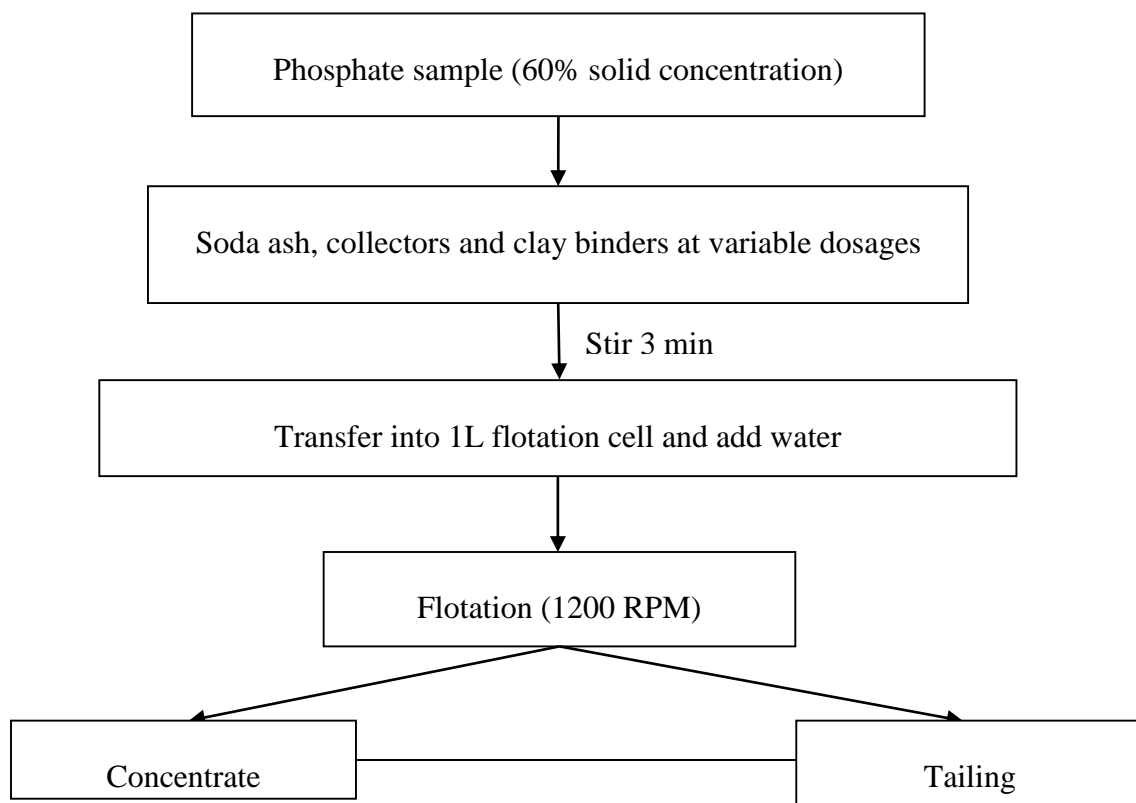 Phosphate sample (60% solid concentration)
Soda ash, collectors and clay binders at variable dosages
Stir 3 min
Transfer into 1L flotation cell and add water
Flotation (1200 RPM)
Concentrate
Tailing